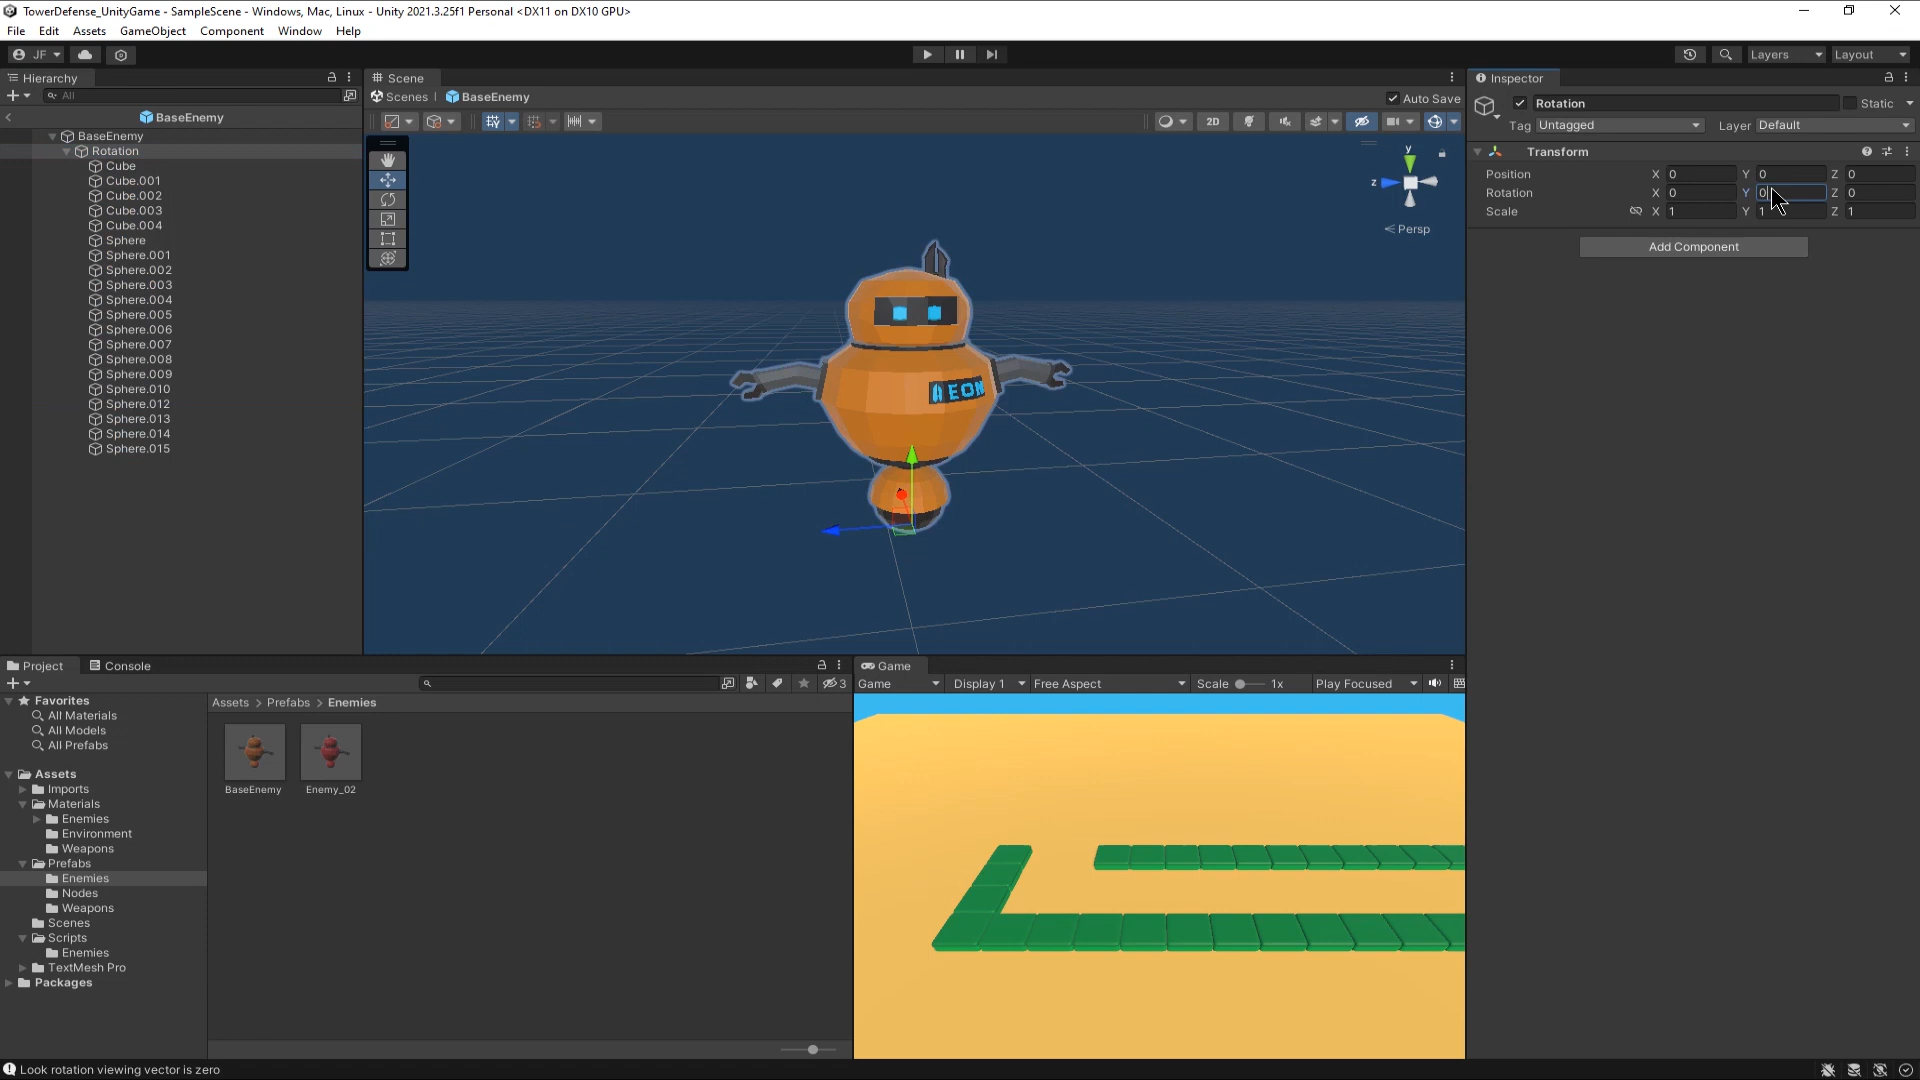 TowerDefense_UnityGame - SampleScene - Windows, Mac, Linux - Unity 2021.3.25f1 Personal <DX11 on DX10 GPU>
File Edit Assets GameObject Component Window Help
JF Layers Layout
Hierarchy
All
BaseEnemy
BaseEnemy
Rotation
Cube
Cube.001
Cube.002
Cube.003
Cube.004
Sphere
Sphere.001
Sphere.002
Sphere.003
Sphere.004
Sphere.005
Sphere.006
Sphere.007
Sphere.008
Sphere.009
Sphere.010
Sphere.012
Sphere.013
Sphere.014
Sphere.015
Scene
Scenes | BaseEnemy Auto Save
2D
y
z
< Persp
AEON
Inspector
Rotation Static
Tag Untagged Layer Default
Transform
Position X 0 Y 0 Z 0
Rotation X 0 Y 0 Z 0
Scale X 1 Y 1 Z 1
Add Component
Project Console
3
Favorites
All Materials
All Models
All Prefabs
Assets
Imports
Materials
Enemies
Environment
Weapons
Prefabs
Enemies
Nodes
Weapons
Scenes
Scripts
Enemies
TextMesh Pro
Packages
Assets > Prefabs > Enemies
BaseEnemy Enemy_02
Game
Game Display 1 Free Aspect Scale 1x Play Focused
Look rotation viewing vector is zero